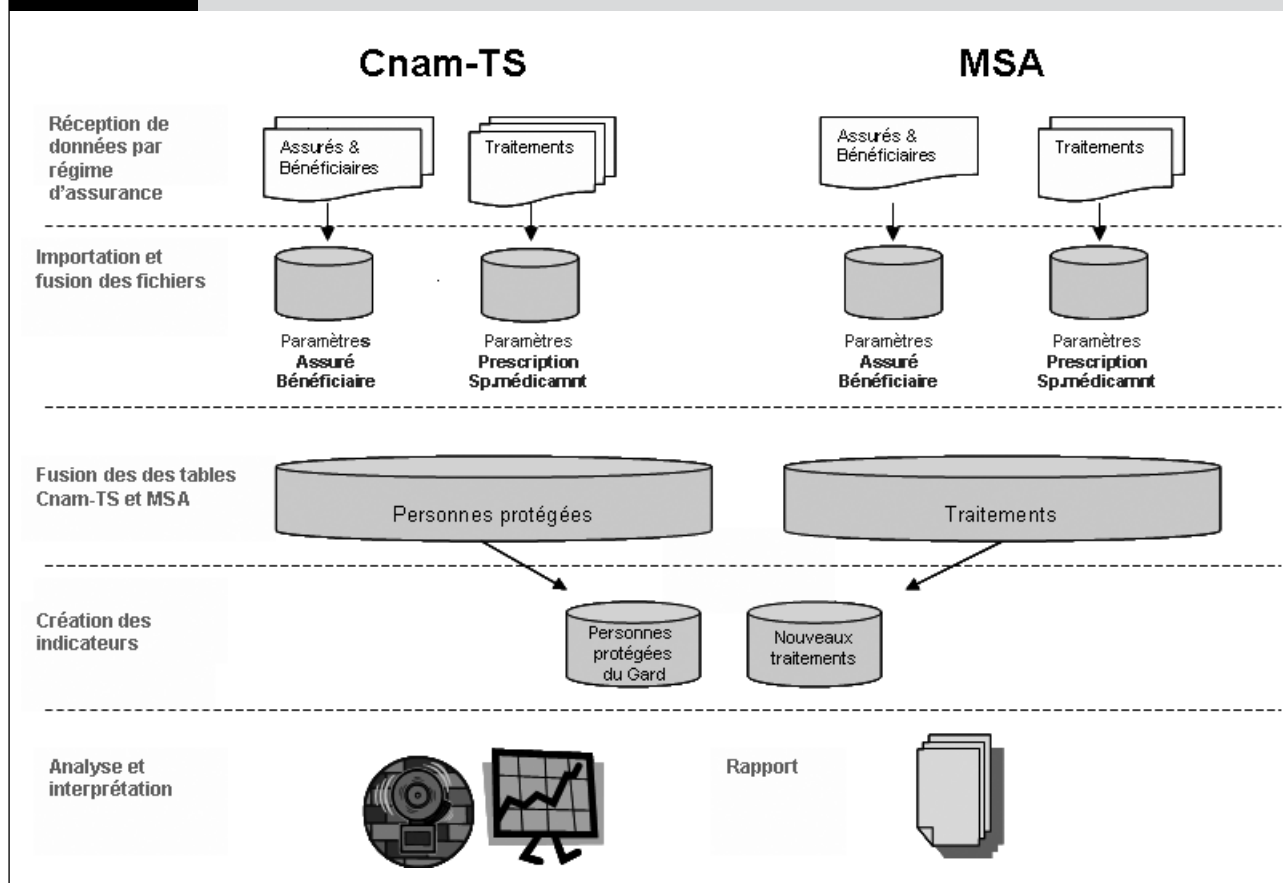 Cnam-TS
MSA
Réception de
données par
régime
d'assurance
Assurés &
Bénéficiaires
Traitements
Assurés &
Bénéficiaires
Traitements
Importation et
fusion des fichiers
Paramètres
Assuré
Bénéficiaire
Paramètres
Prescription
Sp.médicamnt
Paramètres
Assuré
Bénéficiaire
Paramètres
Prescription
Sp.médicamnt
Fusion des des tables
Cnam-TS et MSA
Personnes protégées
Traitements
Création des
indicateurs
Personnes
protégées
du Gard
Nouveaux
traitements
Analyse et
interprétation
Rapport